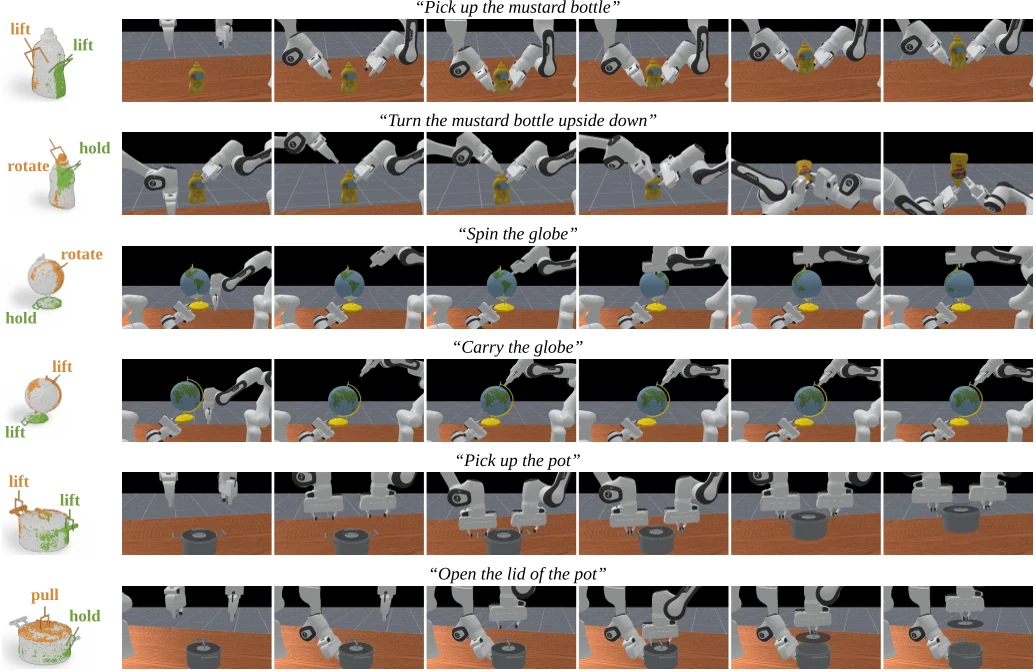 “Pick up the mustard bottle”
lift
lift
“Turn the mustard bottle upside down”
hold
rotate
“Spin the globe”
rotate
hold
“Carry the globe”
lift
lift
“Pick up the pot”
lift
lift
“Open the lid of the pot”
pull
hold